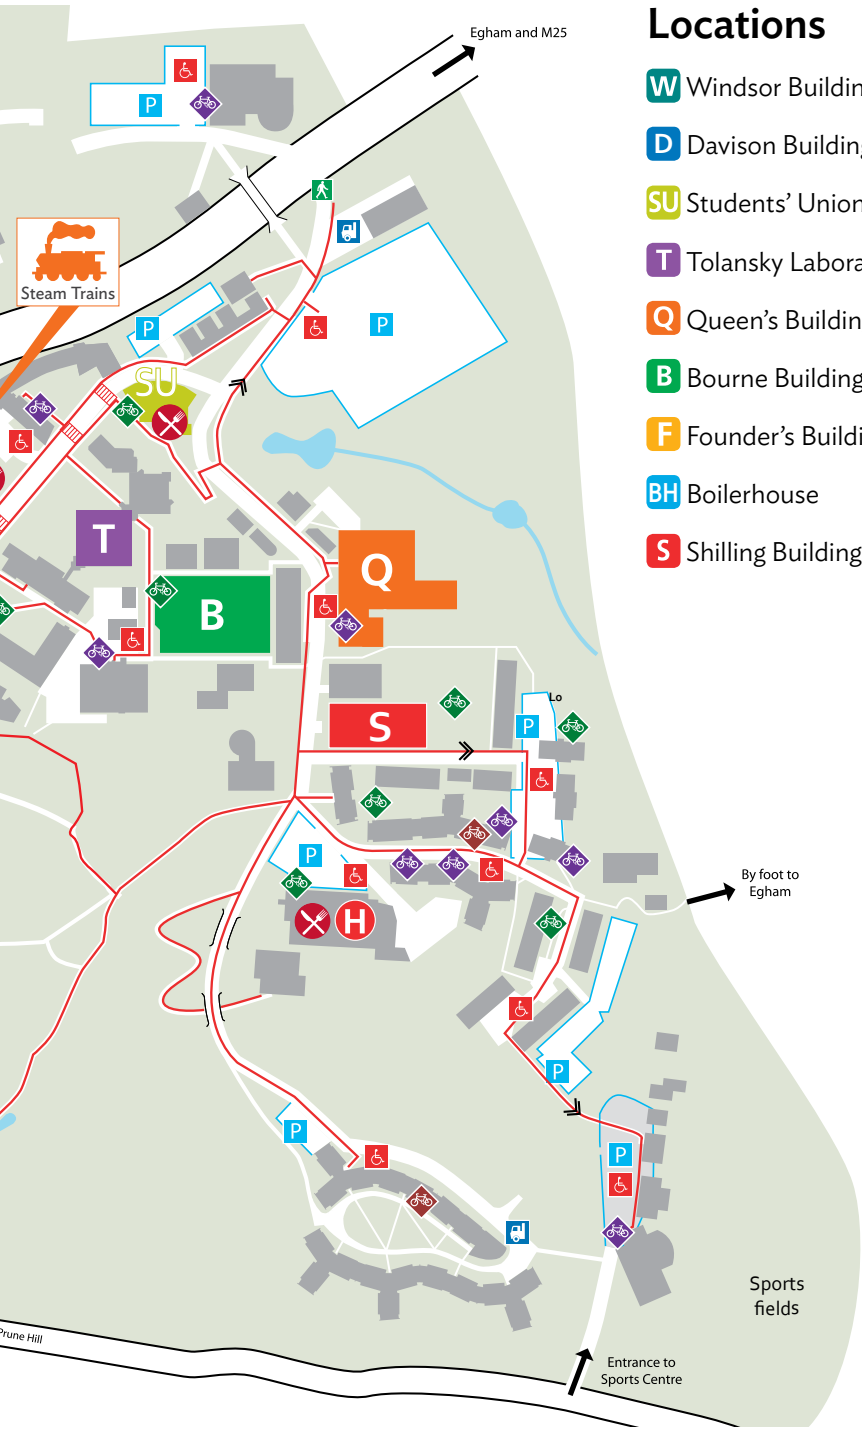 Locations
W Windsor Buildin
D Davison Building
SU Students’ Union
T Tolansky Labora
Q Queen’s Buildin
B Bourne Building
F Founder’s Buildi
BH Boilerhouse
S Shilling Building
Egham and M25
P
Steam Trains
P
P
SU
T
Q
B
Lo
S
P
P
By foot to
Egham
H
P
P
P
Sports
fields
Prune Hill
Entrance to
Sports Centre